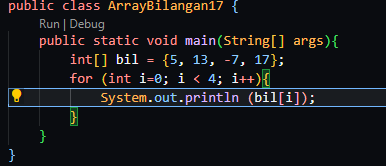 public class ArrayBilangan17 {
Run | Debug
public static void main(String[] args){
int[] bil = {5, 13, -7, 17};
for (int i=0; i < 4; i++){
System.out.println (bil[i]);
}
}
}